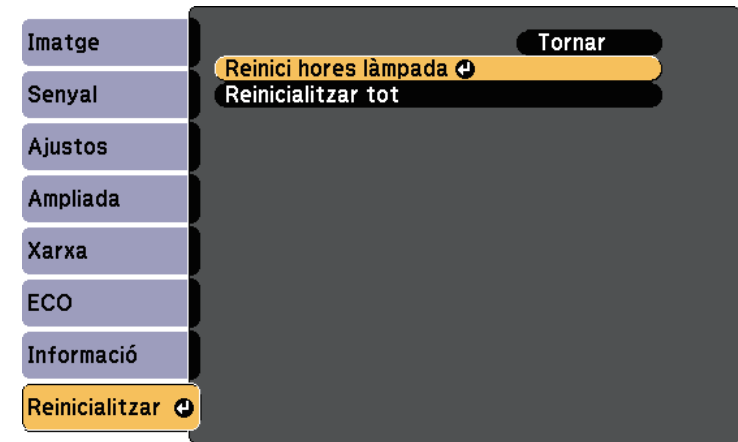 Imatge
Senyal
Ajustos
Ampliada
Xarxa
ECO
Informació
Reinicialitzar
Tornar
Reinici hores làmpada
Reinicialitzar tot